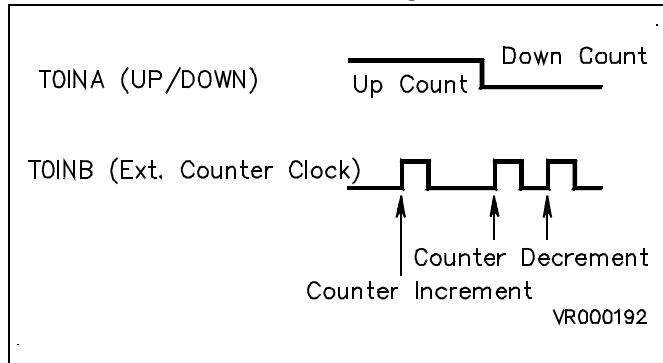 Down Count
T0INA (UP/DOWN)
Up Count
T0INB (Ext. Counter Clock)
Counter Decrement
Counter Increment
VR000192